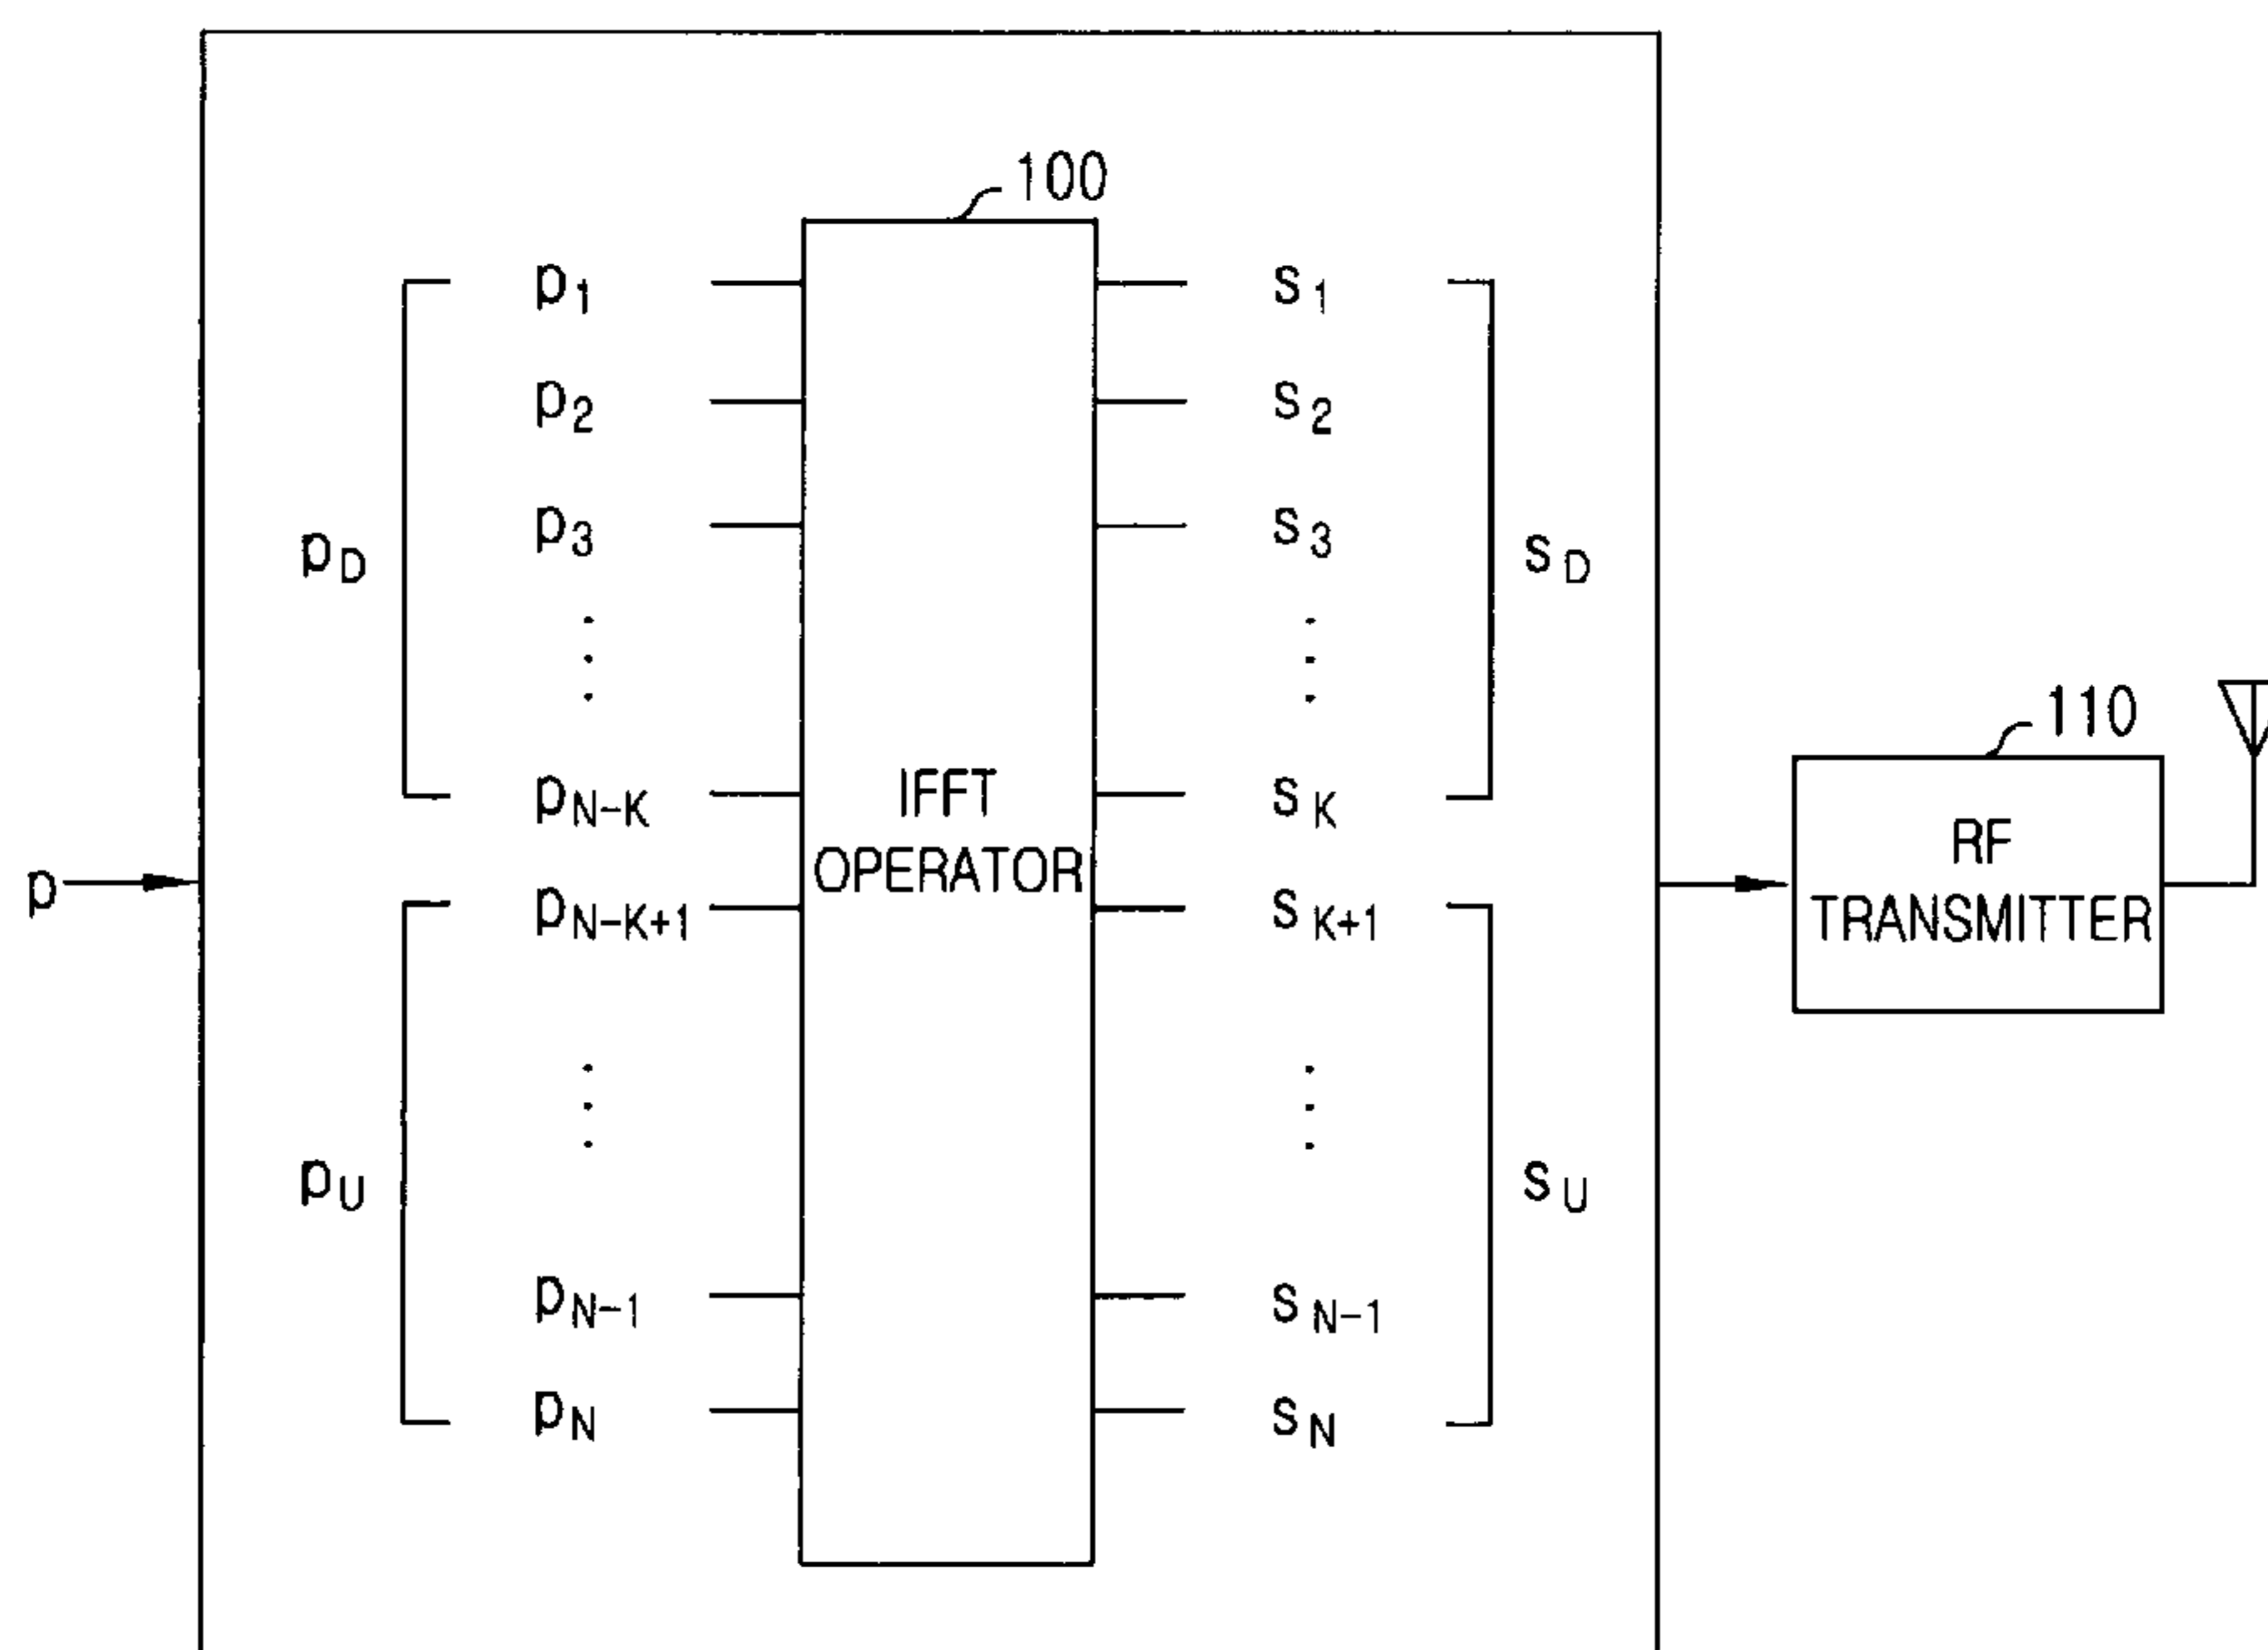 100
p1
s1
p2
s2
p3
s3
pD
sD
110
pN-K
IFFT
OPERATOR
sK
RF
TRANSMITTER
p
pN-K+1
sK+1
pU
sU
pN-1
sN-1
pN
sN